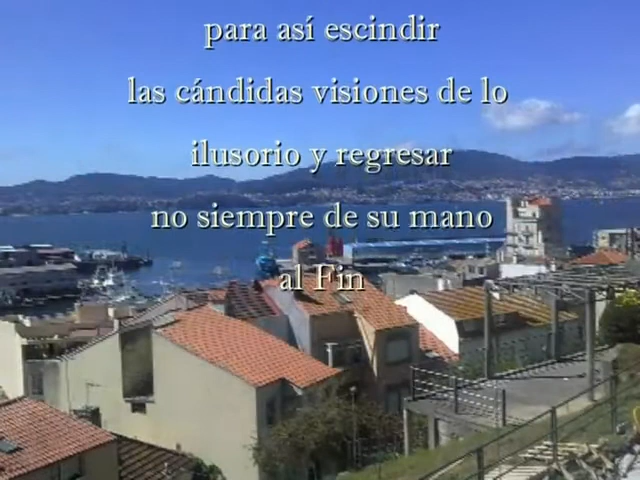 para así escindir
las cándidas visiones de lo
ilusorio y regresar
no siempre de su mano
al Fin